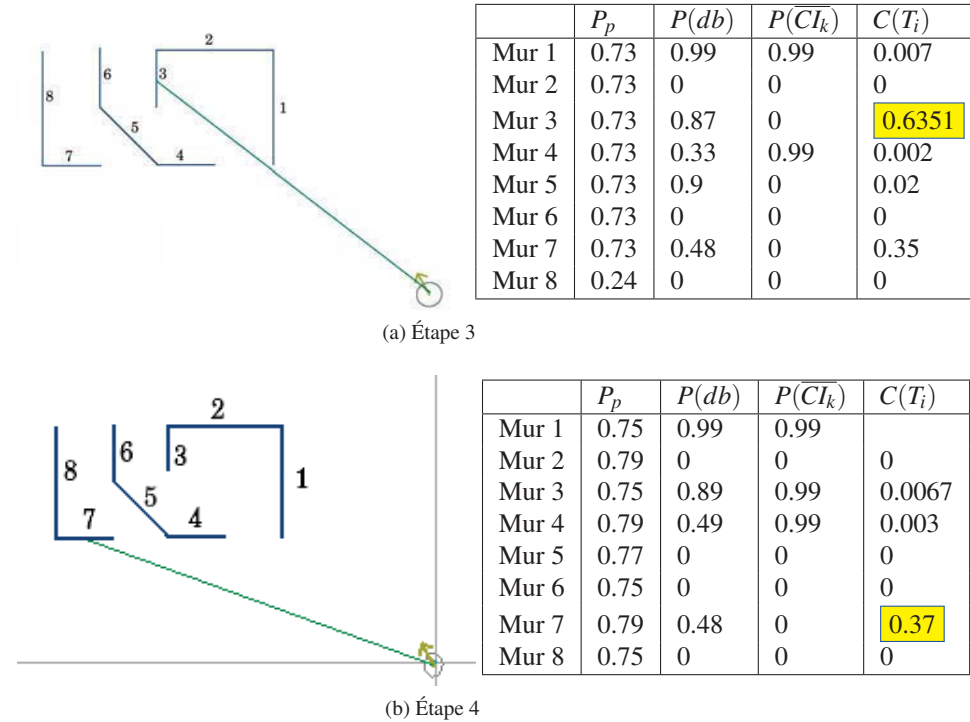 2
6
3
8
1
5
7
4
P_p P(db) P(\overline{CI_k}) C(T_i)
Mur 1 0.73 0.99 0.99 0.007
Mur 2 0.73 0 0 0
Mur 3 0.73 0.87 0 0.6351
Mur 4 0.73 0.33 0.99 0.002
Mur 5 0.73 0.9 0 0.02
Mur 6 0.73 0 0 0
Mur 7 0.73 0.48 0 0.35
Mur 8 0.24 0 0 0
(a) Étape 3
2
6
3
8
1
5
7
4
P_p P(db) P(\overline{CI_k}) C(T_i)
Mur 1 0.75 0.99 0.99
Mur 2 0.79 0 0 0
Mur 3 0.75 0.89 0.99 0.0067
Mur 4 0.79 0.49 0.99 0.003
Mur 5 0.77 0 0 0
Mur 6 0.75 0 0 0
Mur 7 0.79 0.48 0 0.37
Mur 8 0.75 0 0 0
(b) Étape 4